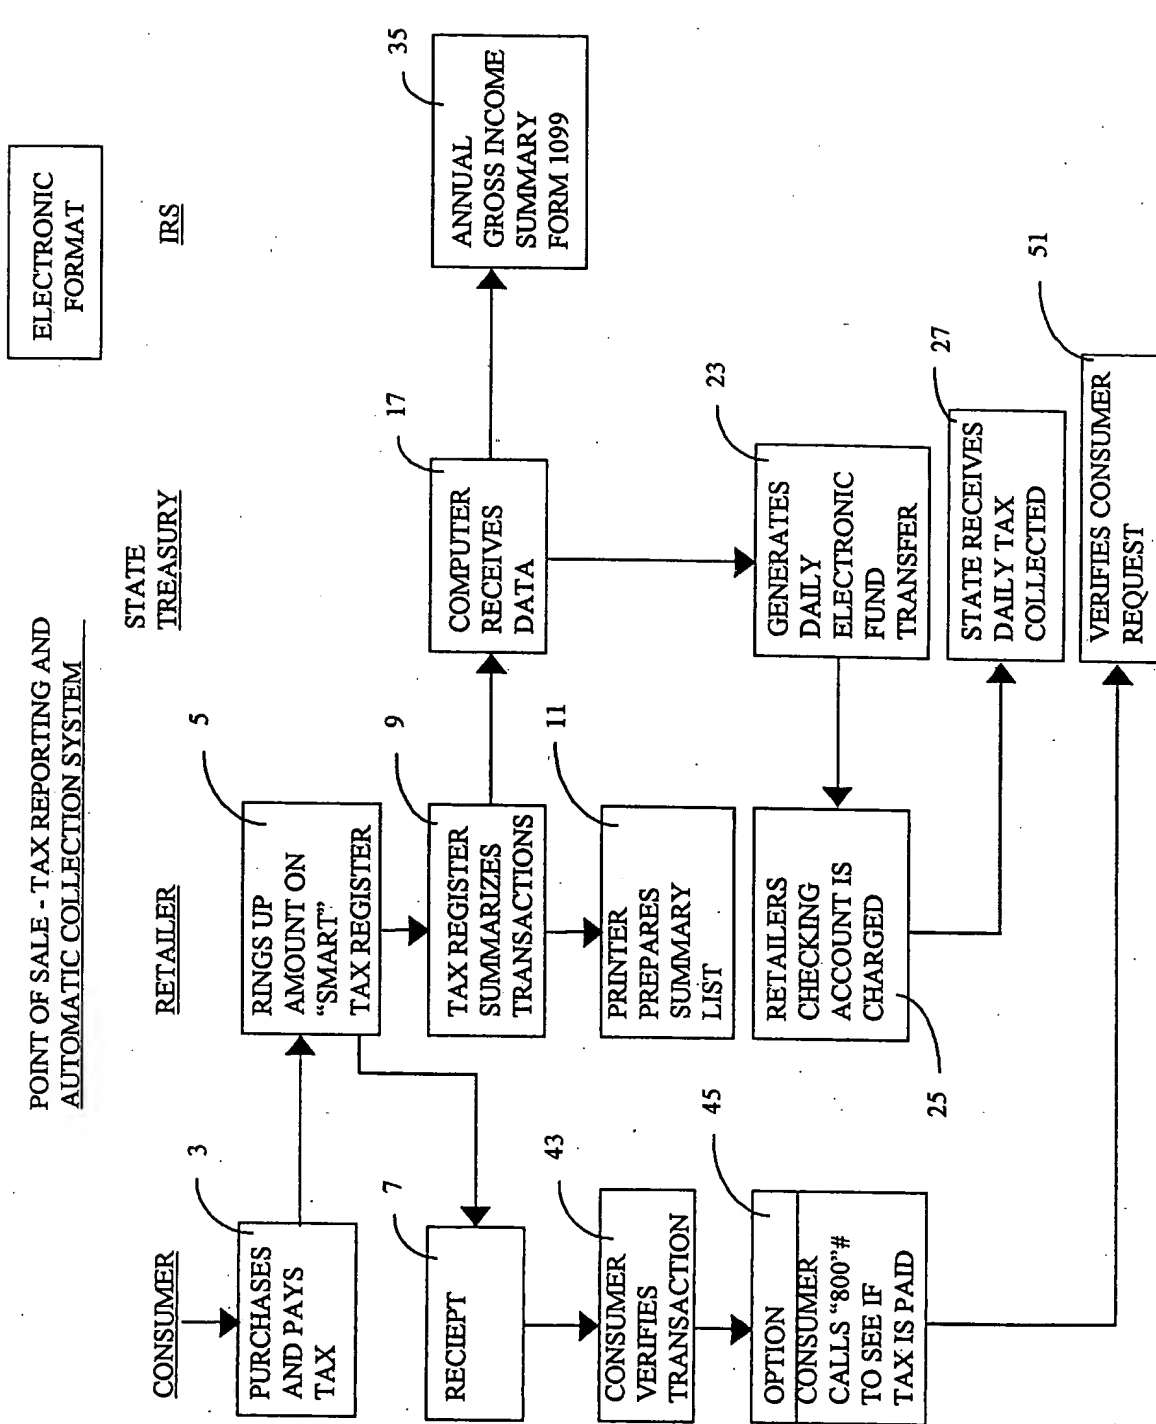 POINT OF SALE - TAX REPORTING AND
AUTOMATIC COLLECTION SYSTEM
ELECTRONIC
FORMAT
CONSUMER
RETAILER
STATE
TREASURY
IRS
3
PURCHASES
AND PAYS
TAX
5
RINGS UP
AMOUNT ON
"SMART"
TAX REGISTER
7
RECIEPT
9
TAX REGISTER
SUMMARIZES
TRANSACTIONS
17
COMPUTER
RECEIVES
DATA
35
ANNUAL
GROSS INCOME
SUMMARY
FORM 1099
43
CONSUMER
VERIFIES
TRANSACTION
11
PRINTER
PREPARES
SUMMARY
LIST
45
OPTION
CONSUMER
CALLS "800"#
TO SEE IF
TAX IS PAID
RETAILERS
CHECKING
ACCOUNT IS
CHARGED
25
23
GENERATES
DAILY
ELECTRONIC
FUND
TRANSFER
27
STATE RECEIVES
DAILY TAX
COLLECTED
51
VERIFIES CONSUMER
REQUEST